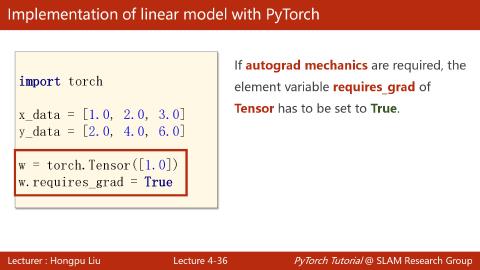 Implementation of linear model with PyTorch
import torch
x_data = [1.0, 2.0, 3.0]
y_data = [2.0, 4.0, 6.0]
w = torch.Tensor([1.0])
w.requires_grad = True
If autograd mechanics are required, the
element variable requires_grad of
Tensor has to be set to True.
Lecturer : Hongpu Liu
Lecture 4-36
PyTorch Tutorial @ SLAM Research Group